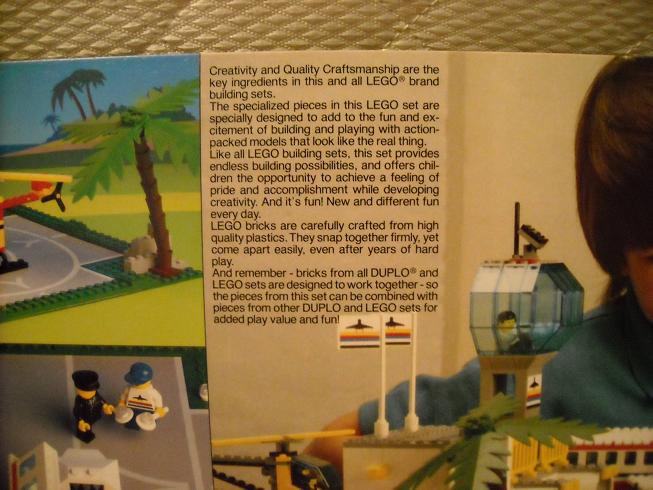 Creativity and Quality Craftsmanship are the
key ingredients in this and all LEGO® brand
building sets.
The specialized pieces in this LEGO set are
specially designed to add to the fun and ex-
citement of building and playing with action-
packed models that look like the real thing.
Like all LEGO building sets, this set provides
endless building possibilities, and offers chil-
dren the opportunity to achieve a feeling of
pride and accomplishment while developing
creativity. And it's fun! New and different fun
every day.
LEGO bricks are carefully crafted from high
quality plastics. They snap together firmly, yet
come apart easily, even after years of hard
play.
And remember - bricks from all DUPLO® and
LEGO sets are designed to work together - so
the pieces from this set can be combined with
pieces from other DUPLO and LEGO sets for
added play value and fun!